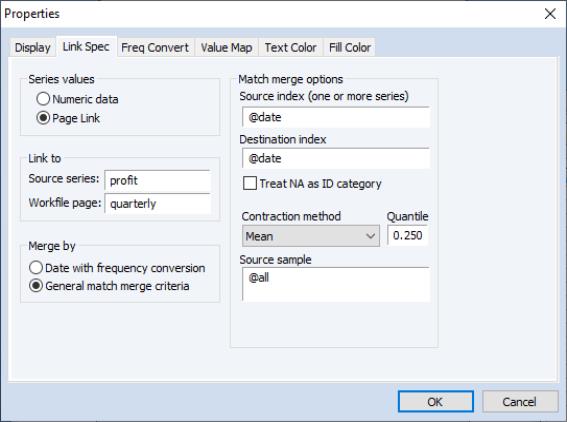 Properties
Display Link Spec Freq Convert Value Map Text Color Fill Color
Series values
Numeric data
Page Link
Link to
Source series: profit
Workfile page: quarterly
Merge by
Date with frequency conversion
General match merge criteria
Match merge options
Source index (one or more series)
@date
Destination index
@date
Treat NA as ID category
Contraction method Quantile
Mean 0.250
Source sample
@all
OK Cancel